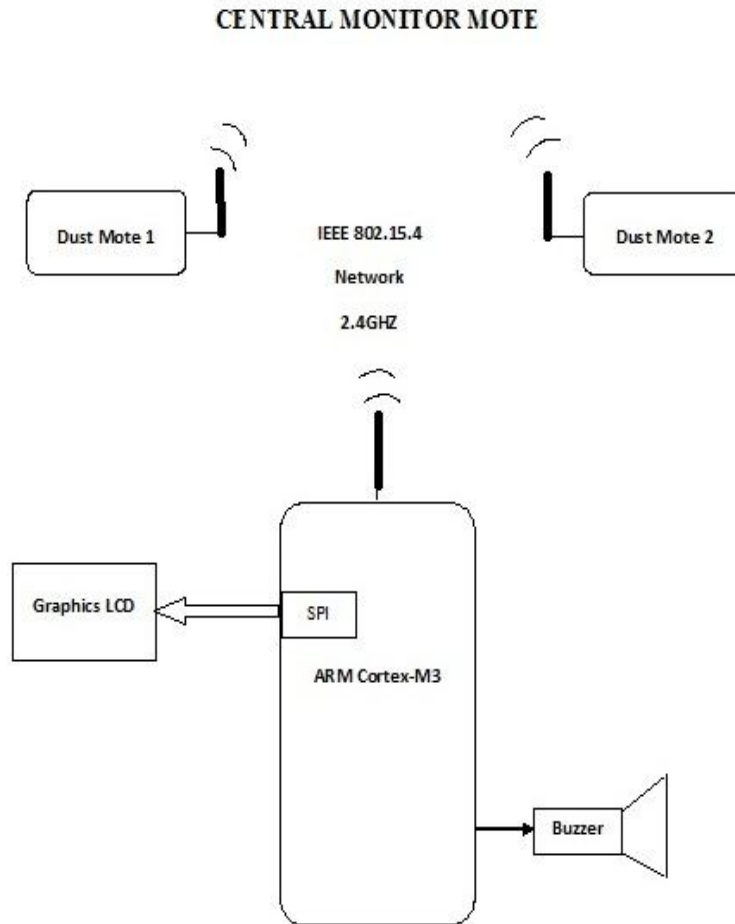 CENTRAL MONITOR MOTE
Dust Mote 1
IEEE 802.15.4
Network
2.4GHZ
Dust Mote 2
Graphics LCD
SPI
ARM Cortex-M3
Buzzer